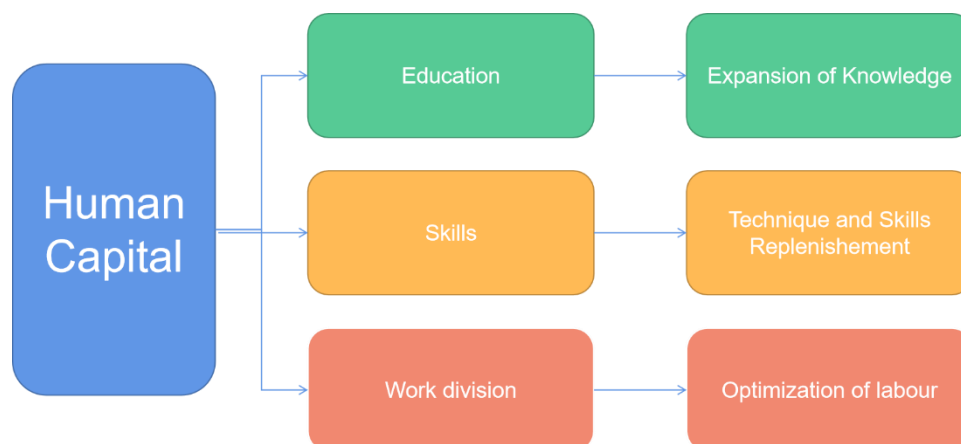 Human
Capital
Education
Expansion of Knowledge
Skills
Technique and Skills
Replenishement
Work division
Optimization of labour